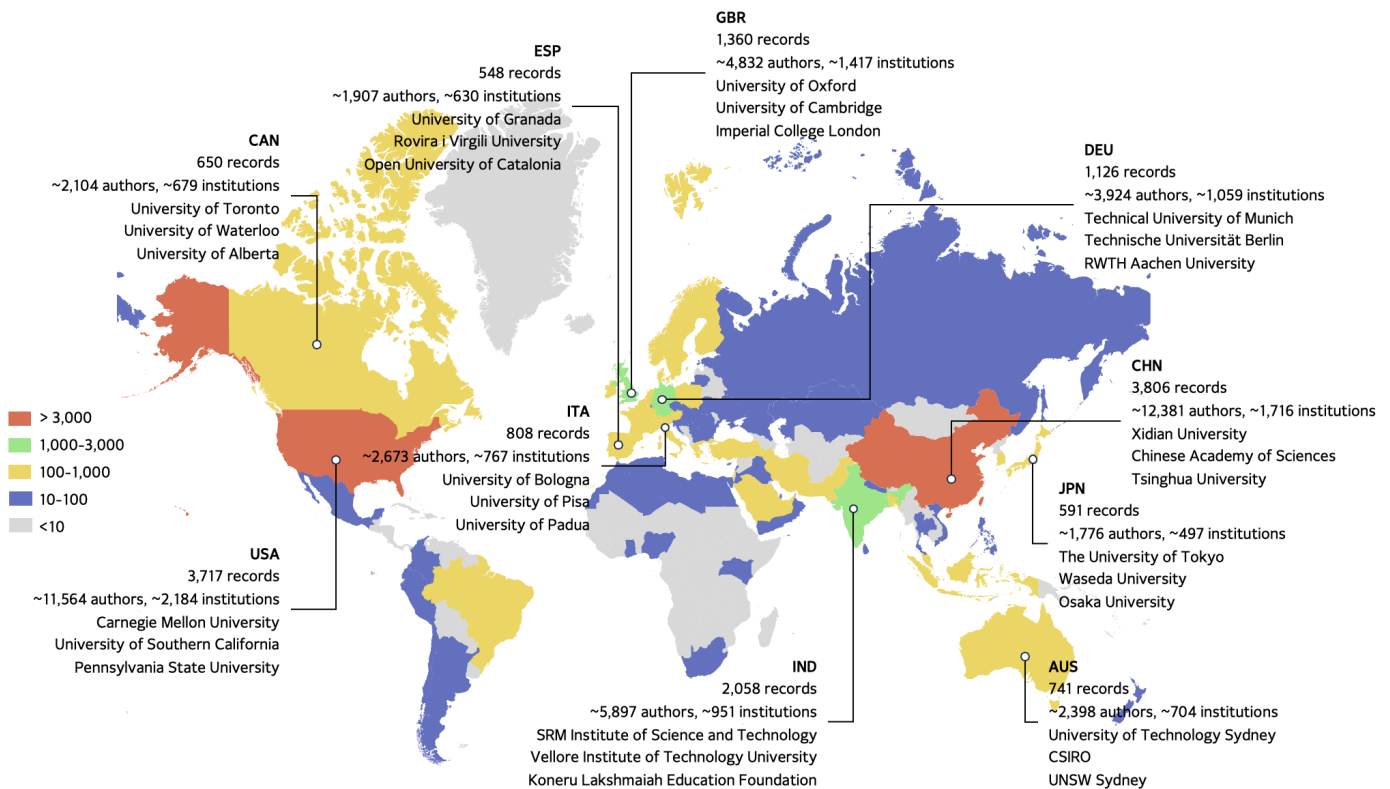 GBR
1,360 records
~4,832 authors, ~1,417 institutions
University of Oxford
University of Cambridge
Imperial College London
ESP
548 records
~1,907 authors, ~630 institutions
University of Granada
Rovira i Virgili University
Open University of Catalonia
CAN
650 records
~2,104 authors, ~679 institutions
University of Toronto
University of Waterloo
University of Alberta
DEU
1,126 records
~3,924 authors, ~1,059 institutions
Technical University of Munich
Technische Universität Berlin
RWTH Aachen University
CHN
3,806 records
~12,381 authors, ~1,716 institutions
Xidian University
Chinese Academy of Sciences
Tsinghua University
> 3,000
1,000–3,000
100–1,000
10–100
<10
ITA
808 records
~2,673 authors, ~767 institutions
University of Bologna
University of Pisa
University of Padua
JPN
591 records
~1,776 authors, ~497 institutions
The University of Tokyo
Waseda University
Osaka University
USA
3,717 records
~11,564 authors, ~2,184 institutions
Carnegie Mellon University
University of Southern California
Pennsylvania State University
IND
2,058 records
~5,897 authors, ~951 institutions
SRM Institute of Science and Technology
Vellore Institute of Technology University
Koneru Lakshmaiah Education Foundation
AUS
741 records
~2,398 authors, ~704 institutions
University of Technology Sydney
CSIRO
UNSW Sydney